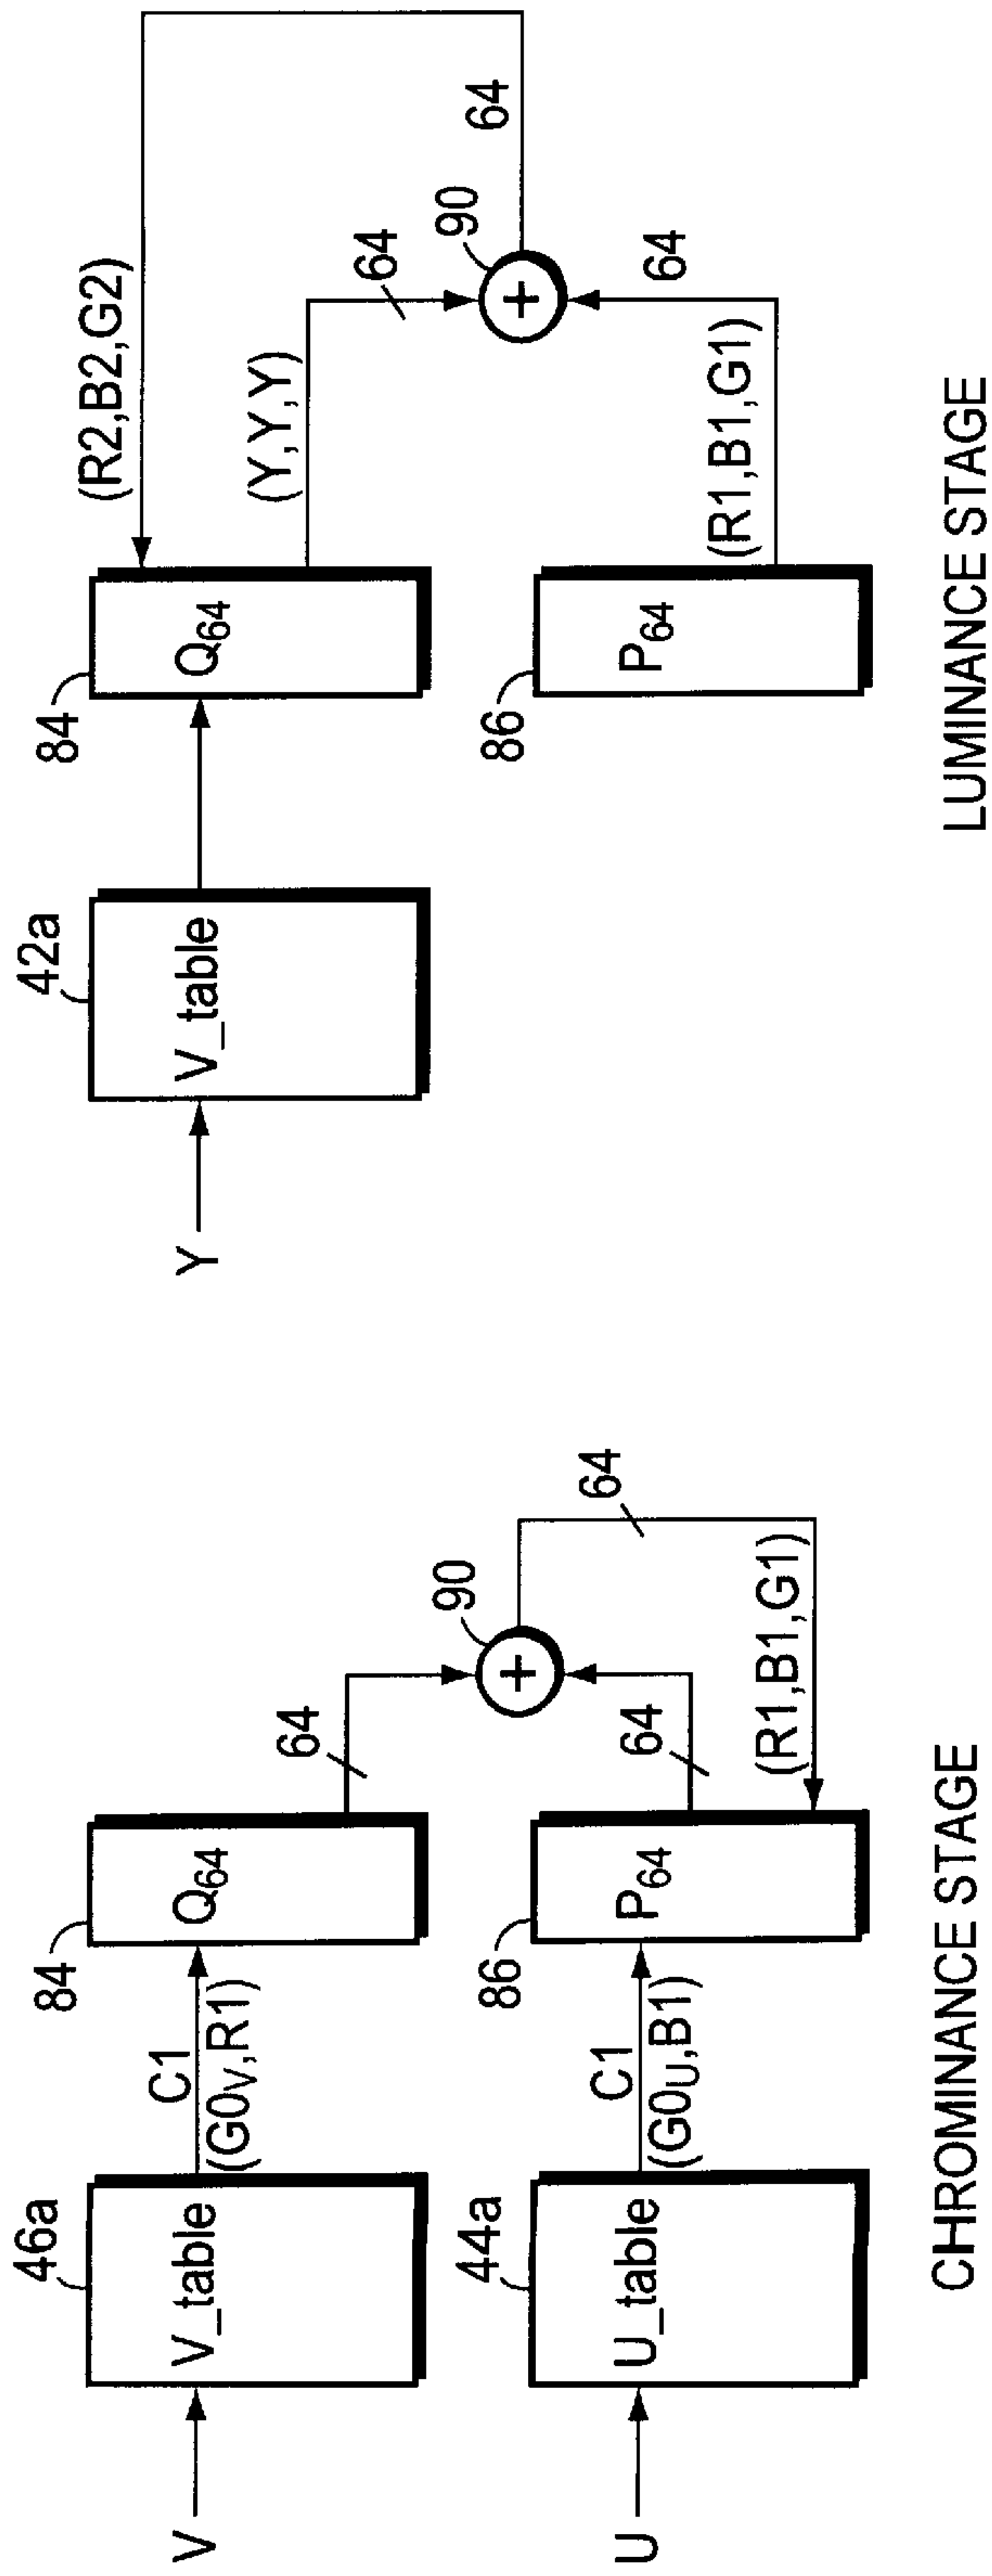 V
46a
V_table
C1
(G0V,R1)
84
Q64
64
90
+
64
U
44a
U_table
C1
(G0U,B1)
86
P64
64
(R1,B1,G1)
CHROMINANCE STAGE
Y
42a
V_table
84
Q64
(R2,B2,G2)
(Y,Y,Y)
64
90
+
64
86
P64
(R1,B1,G1)
64
LUMINANCE STAGE